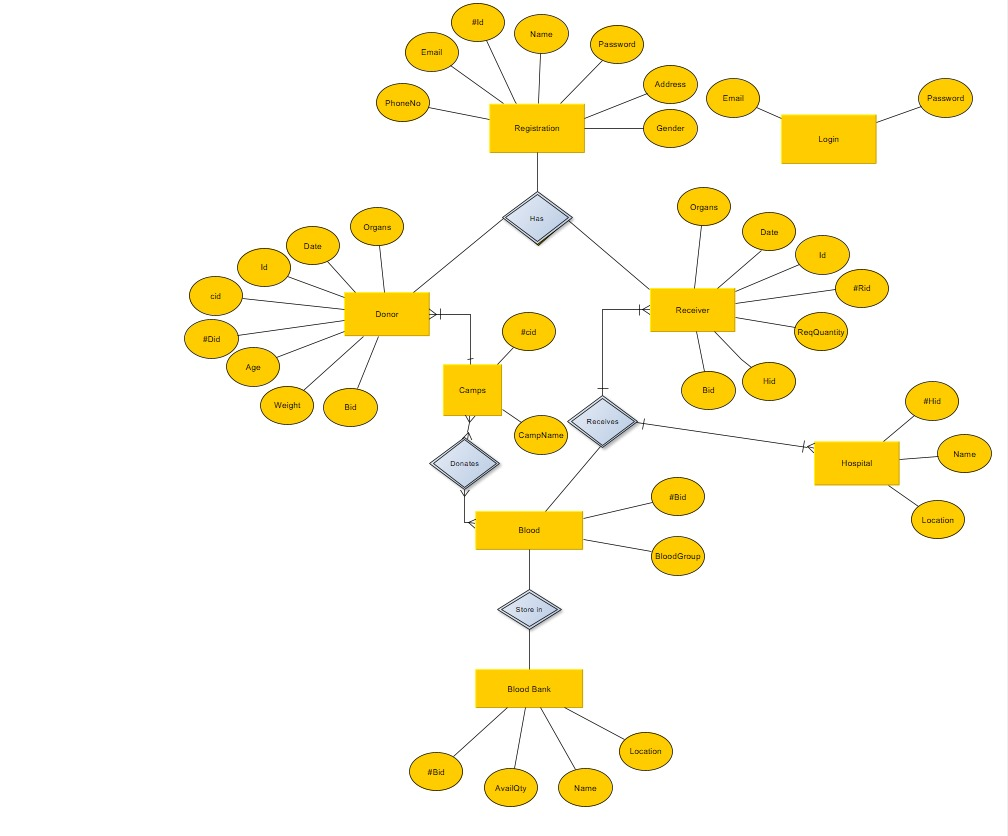 #Id
Name
Email
Password
PhoneNo
Address
Email
Password
Registration
Gender
Login
Organs
Has
Organs
Date
Date
Id
Id
cid
#Rid
Donor
Receiver
#Did
#cid
ReqQuantity
Age
Camps
Hid
Weight
Bid
Bid
#Hid
CampName
Receives
Donates
Hospital
Name
#Bid
Blood
Location
BloodGroup
Store in
Blood Bank
Location
#Bid
AvailQty
Name